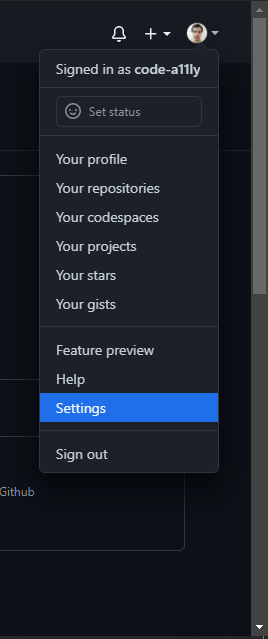 Signed in as code-a11ly
Set status
Your profile
Your repositories
Your codespaces
Your projects
Your stars
Your gists
Feature preview
Help
Settings
Sign out
Github